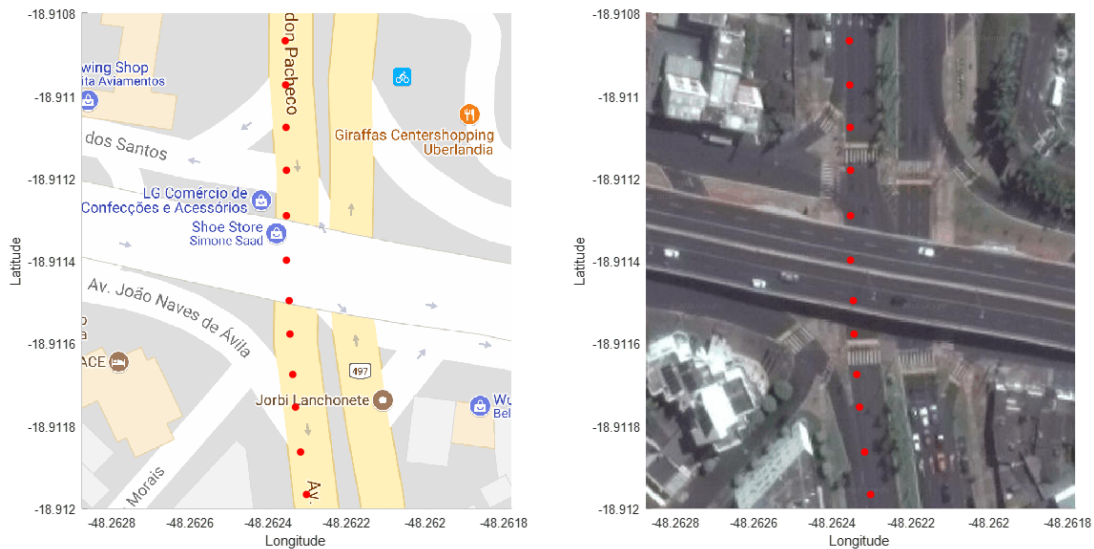 -18.9108
-18.911
-18.9112
-18.9114
-18.9116
-18.9118
-18.912
Latitude
don Pacheco
wing Shop
ita Aviamentos
Giraffas Centershopping
Uberlandia
dos Santos
LG Comércio de
Confecções e Acessórios
Shoe Store
Simone Saad
Av. João Naves de Ávila
ACE
497
Jorbi Lanchonete
Wu
Bel
Morais
Av.
-48.2628
-48.2626
-48.2624
-48.2622
-48.262
-48.2618
Longitude
-18.9108
-18.911
-18.9112
-18.9114
-18.9116
-18.9118
-18.912
Latitude
-48.2628
-48.2626
-48.2624
-48.2622
-48.262
-48.2618
Longitude